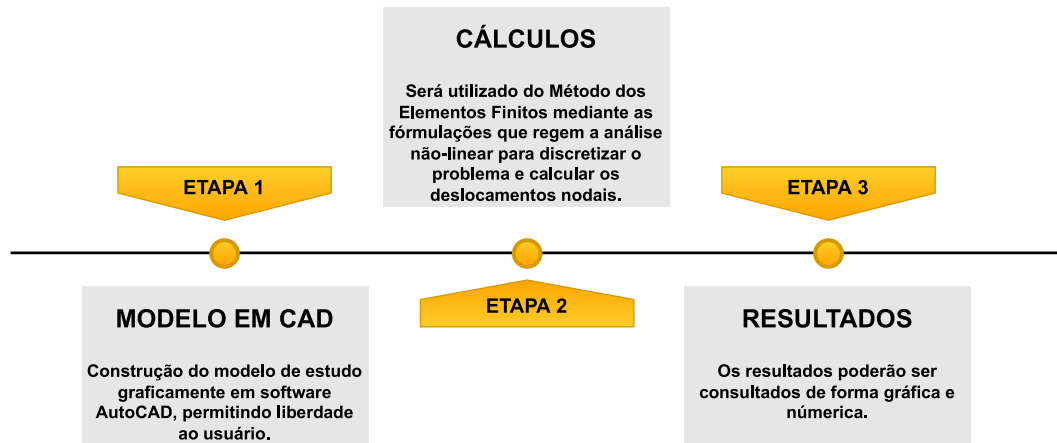 ETAPA 1
MODELO EM CAD
Construção do modelo de estudo
graficamente em software
AutoCAD, permitindo liberdade
ao usuário.
CÁLCULOS
Será utilizado do Método dos
Elementos Finitos mediante as
fórmulações que regem a análise
não-linear para discretizar o
problema e calcular os
deslocamentos nodais.
ETAPA 2
ETAPA 3
RESULTADOS
Os resultados poderão ser
consultados de forma gráfica e
númerica.